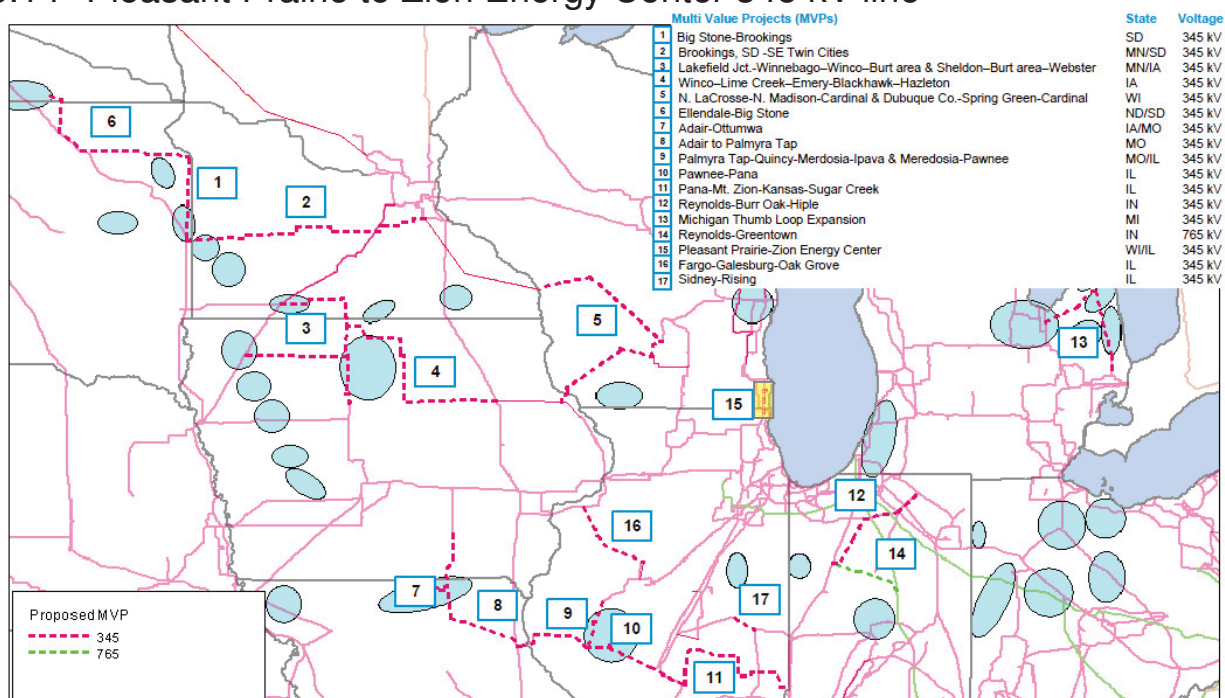 Pleasant Prairie to Zion Energy Center 345 kV line
Multi Value Projects (MVPs) State Voltage
1 Big Stone-Brookings SD 345 kV
2 Brookings, SD -SE Twin Cities MN/SD 345 kV
3 Lakefield Jct.-Winnebago–Winco–Burt area & Sheldon–Burt area–Webster MN/IA 345 kV
4 Winco–Lime Creek–Emery-Blackhawk–Hazleton IA 345 kV
5 N. LaCrosse-N. Madison-Cardinal & Dubuque Co.-Spring Green-Cardinal WI 345 kV
6 Ellendale-Big Stone ND/SD 345 kV
7 Adair-Ottumwa IA/MO 345 kV
8 Adair to Palmyra Tap MO 345 kV
9 Palmyra Tap-Quincy-Merdosia-Ipava & Meredosia-Pawnee MO/IL 345 kV
10 Pawnee-Pana IL 345 kV
11 Pana-Mt. Zion-Kansas-Sugar Creek IL 345 kV
12 Reynolds-Burr Oak-Hiple IN 345 kV
13 Michigan Thumb Loop Expansion MI 345 kV
14 Reynolds-Greentown IN 765 kV
15 Pleasant Prairie-Zion Energy Center WI/IL 345 kV
16 Fargo-Galesburg-Oak Grove IL 345 kV
17 Sidney-Rising IL 345 kV
6
1
2
3
5
13
4
15
12
16
14
7
8
9
10
17
11
Proposed MVP
345
765